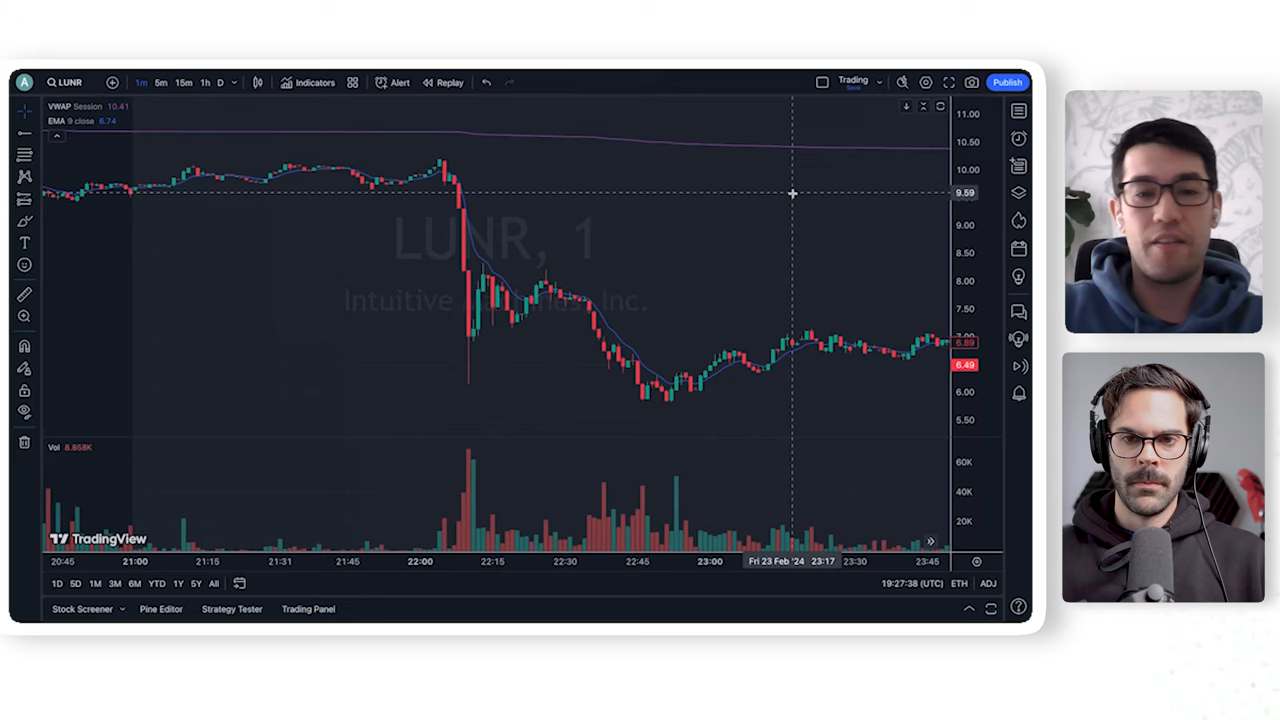 A LUNR 1m 5m 15m 1h D Indicators Alert Replay Trading Save Publish
VWAP Session 10.41
EMA 9 close 6.74
LUNR, 1
Intuitive Machines, Inc.
11.00
10.50
10.00
9.59
9.00
8.50
8.00
7.50
7.00
6.89
6.49
6.00
5.50
Vol 8.858K
60K
40K
20K
TradingView
20:45 21:00 21:15 21:31 21:45 22:00 22:15 22:30 22:45 23:00 Fri 23 Feb '24 23:17 23:30 23:45
1D 5D 1M 3M 6M YTD 1Y 5Y All 19:27:38 (UTC) ETH ADJ
Stock Screener Pine Editor Strategy Tester Trading Panel